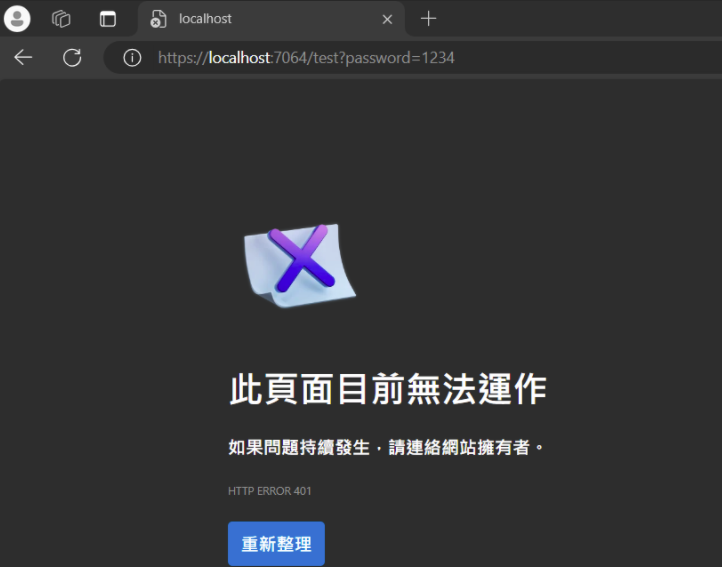 localhost
https://localhost:7064/test?password=1234
此頁面目前無法運作
如果問題持續發生，請連絡網站擁有者。
HTTP ERROR 401
重新整理